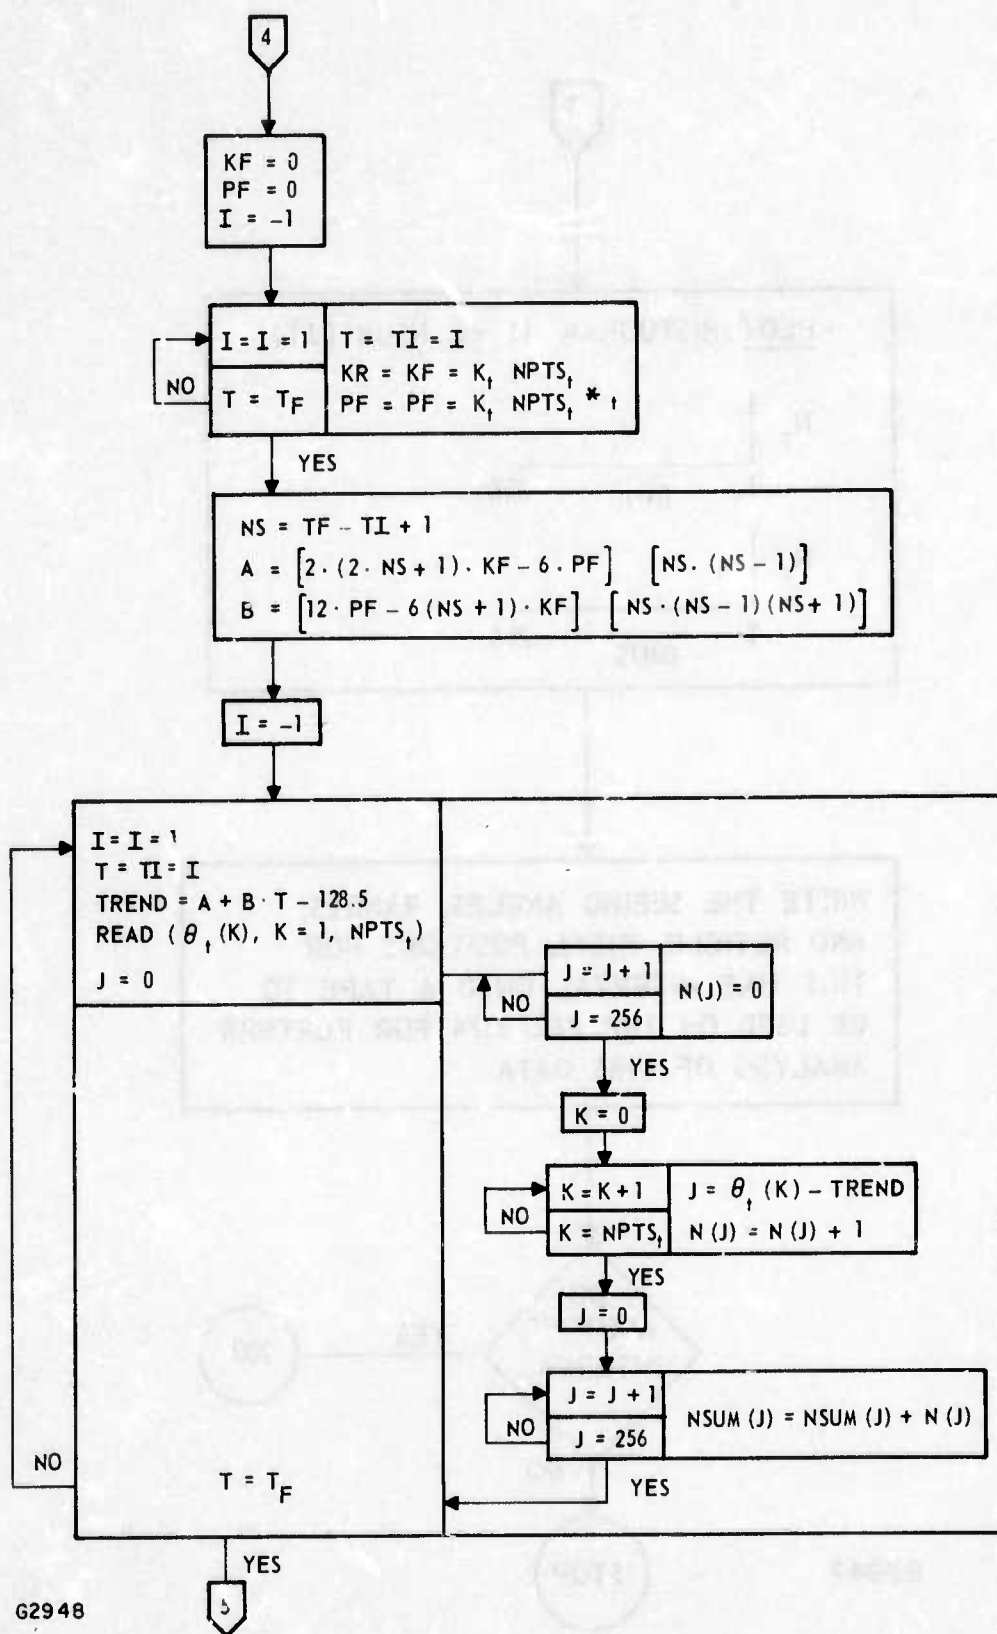 4
KF = 0
PF = 0
I = -1
I = I = 1
NO
T = T_F
T = TI = I
KR = KF = K_t NPTS_t
PF = PF = K_t NPTS_t * t
YES
NS = TF - TI + 1
A = [2·(2·NS+1)·KF-6·PF] [NS·(NS-1)]
B = [12·PF-6(NS+1)·KF] [NS·(NS-1)(NS+1)]
I = -1
I = I = 1
T = TI = I
TREND = A + B·T - 128.5
READ (θ_t(K), K = 1, NPTS_t)
J = 0
J = J+1
NO
J = 256
N(J) = 0
YES
K = 0
K = K+1
NO
K = NPTS_t
J = θ_t(K) - TREND
N(J) = N(J) + 1
YES
J = 0
J = J+1
NO
J = 256
NSUM(J) = NSUM(J) + N(J)
YES
NO
T = T_F
YES
5
G2948